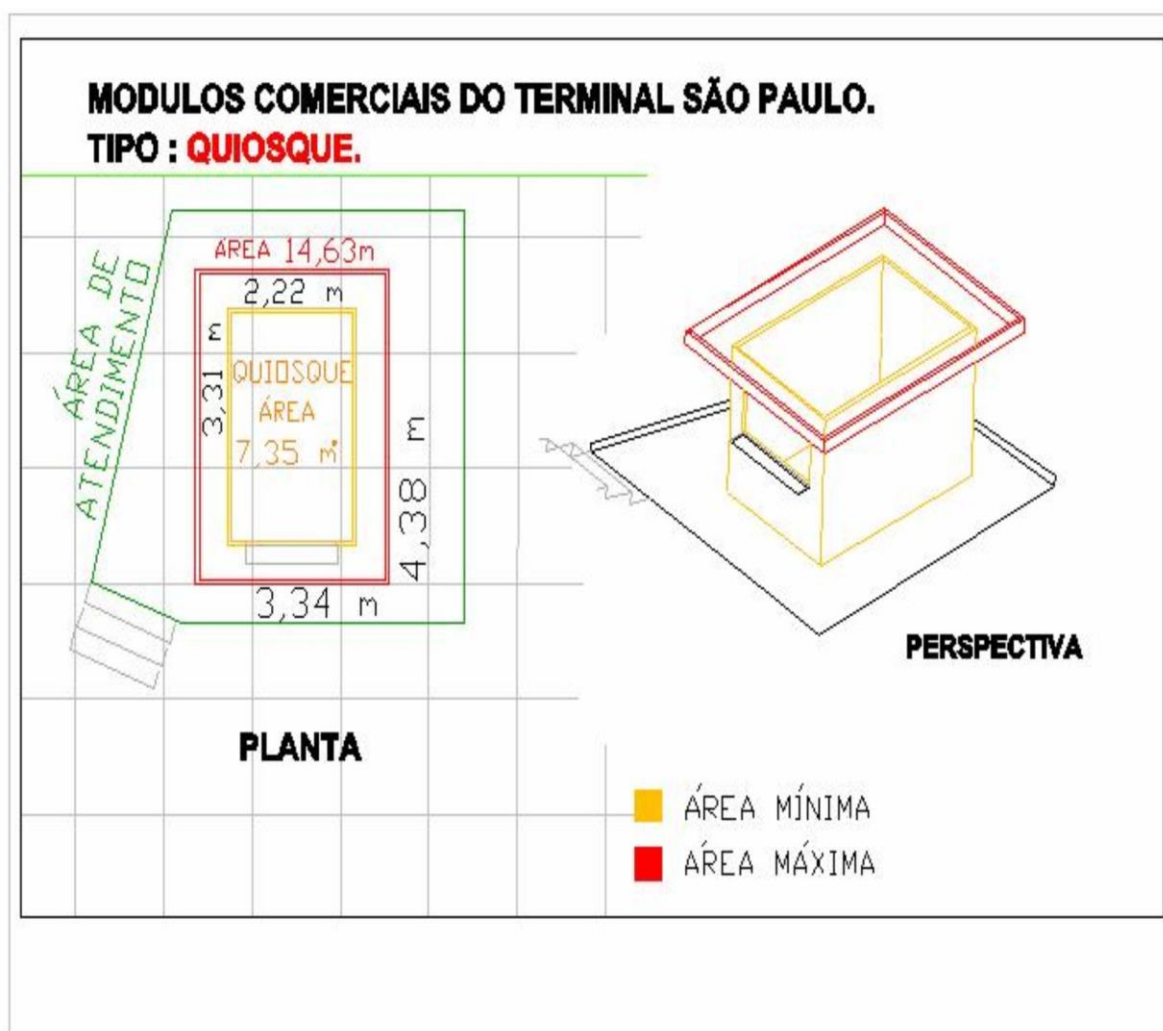 MODULOS COMERCIAIS DO TERMINAL SÃO PAULO.
TIPO : QUIOSQUE.
ÁREA DE
ATENDIMENTO
ÁREA 14,63m
2,22 m
3,31 m
QUIOSQUE
ÁREA
7,35 m²
4,38 m
3,34 m
PLANTA
PERSPECTIVA
ÁREA MÍNIMA
ÁREA MÁXIMA